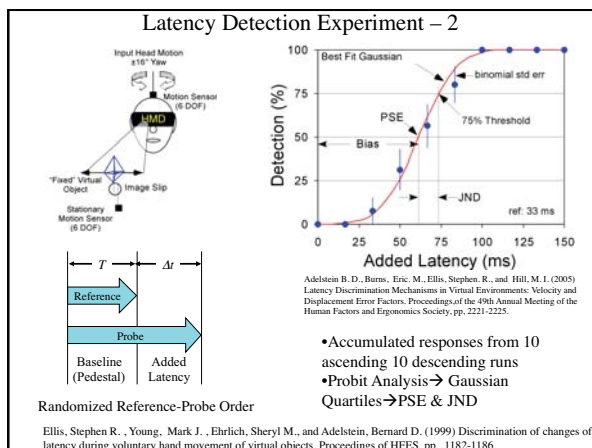 Latency Detection Experiment – 2
Input Head Motion
±16° Yaw
Motion Sensor
(6 DOF)
HMD
"Fixed" Virtual
Object
Image Slip
Stationary
Motion Sensor
(6 DOF)
T
Δt
Reference
Probe
Baseline
(Pedestal)
Added
Latency
Randomized Reference-Probe Order
Detection (%)
100
75
50
25
0
Best Fit Gaussian
binomial std err
PSE
75% Threshold
Bias
JND
ref: 33 ms
0
25
50
75
100
125
150
Added Latency (ms)
Adelstein B. D., Burns, Eric. M., Ellis, Stephen. R., and Hill, M. I. (2005)
Latency Discrimination Mechanisms in Virtual Environments: Velocity and
Displacement Error Factors. Proceedings,of the 49th Annual Meeting of the
Human Factors and Ergonomics Society, pp, 2221-2225.
•Accumulated responses from 10
ascending 10 descending runs
•Probit Analysis→ Gaussian
Quartiles→PSE & JND
Ellis, Stephen R. , Young, Mark J. , Ehrlich, Sheryl M., and Adelstein, Bernard D. (1999) Discrimination of changes of
latency during voluntary hand movement of virtual objects. Proceedings of HFES, pp. 1182-1186.